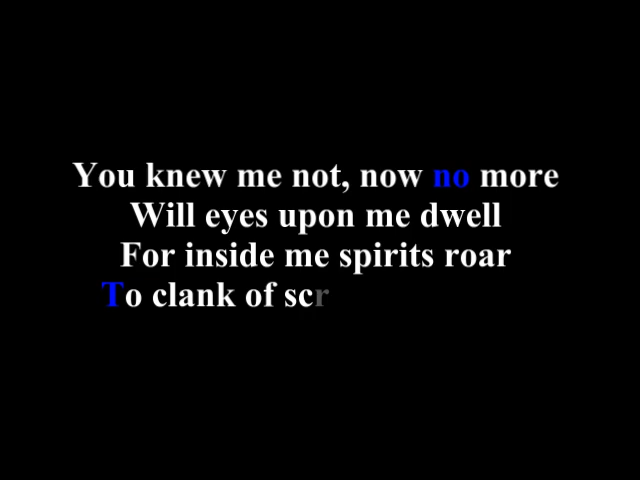 You knew me not, now no more
Will eyes upon me dwell
For inside me spirits roar
To clank of scr